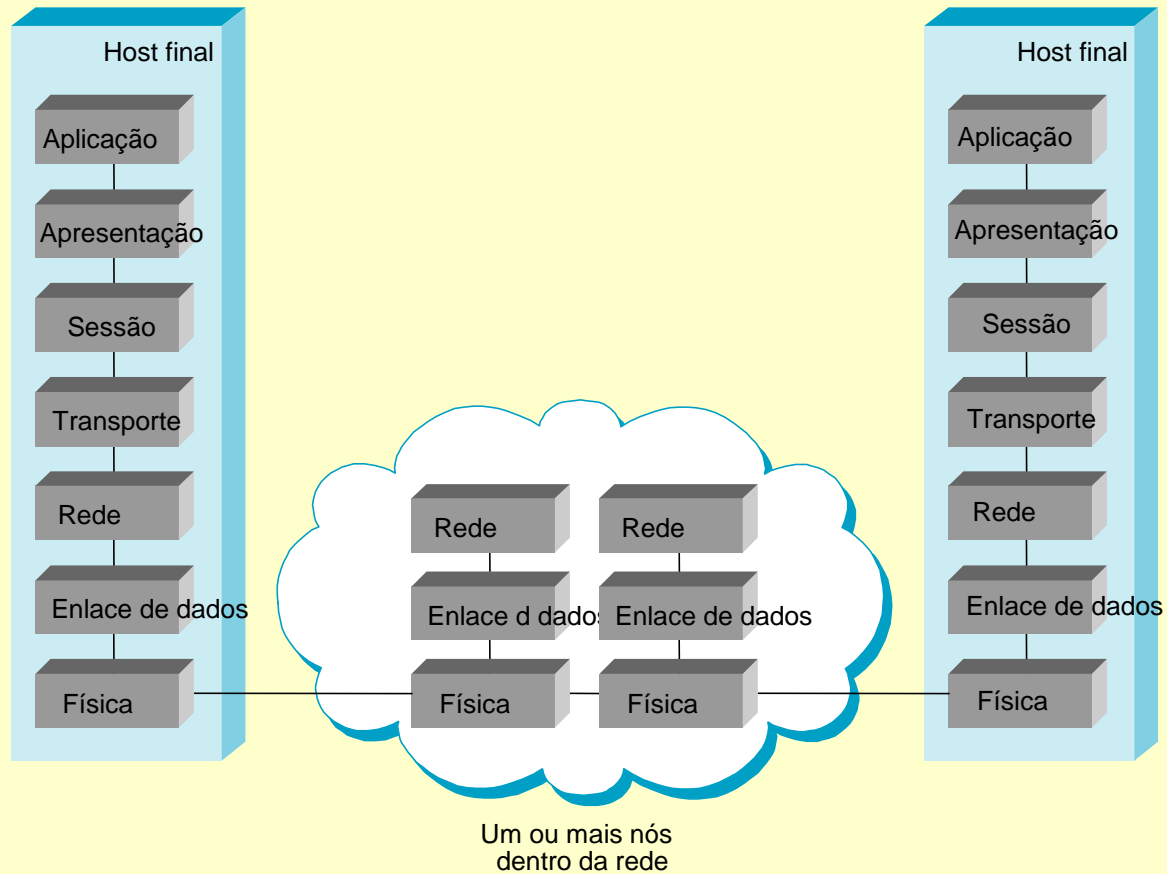 Host final
Aplicação
Apresentação
Sessão
Transporte
Rede
Enlace de dados
Física
Rede
Enlace d dados
Física
Rede
Enlace de dados
Física
Um ou mais nós
dentro da rede
Host final
Aplicação
Apresentação
Sessão
Transporte
Rede
Enlace de dados
Física